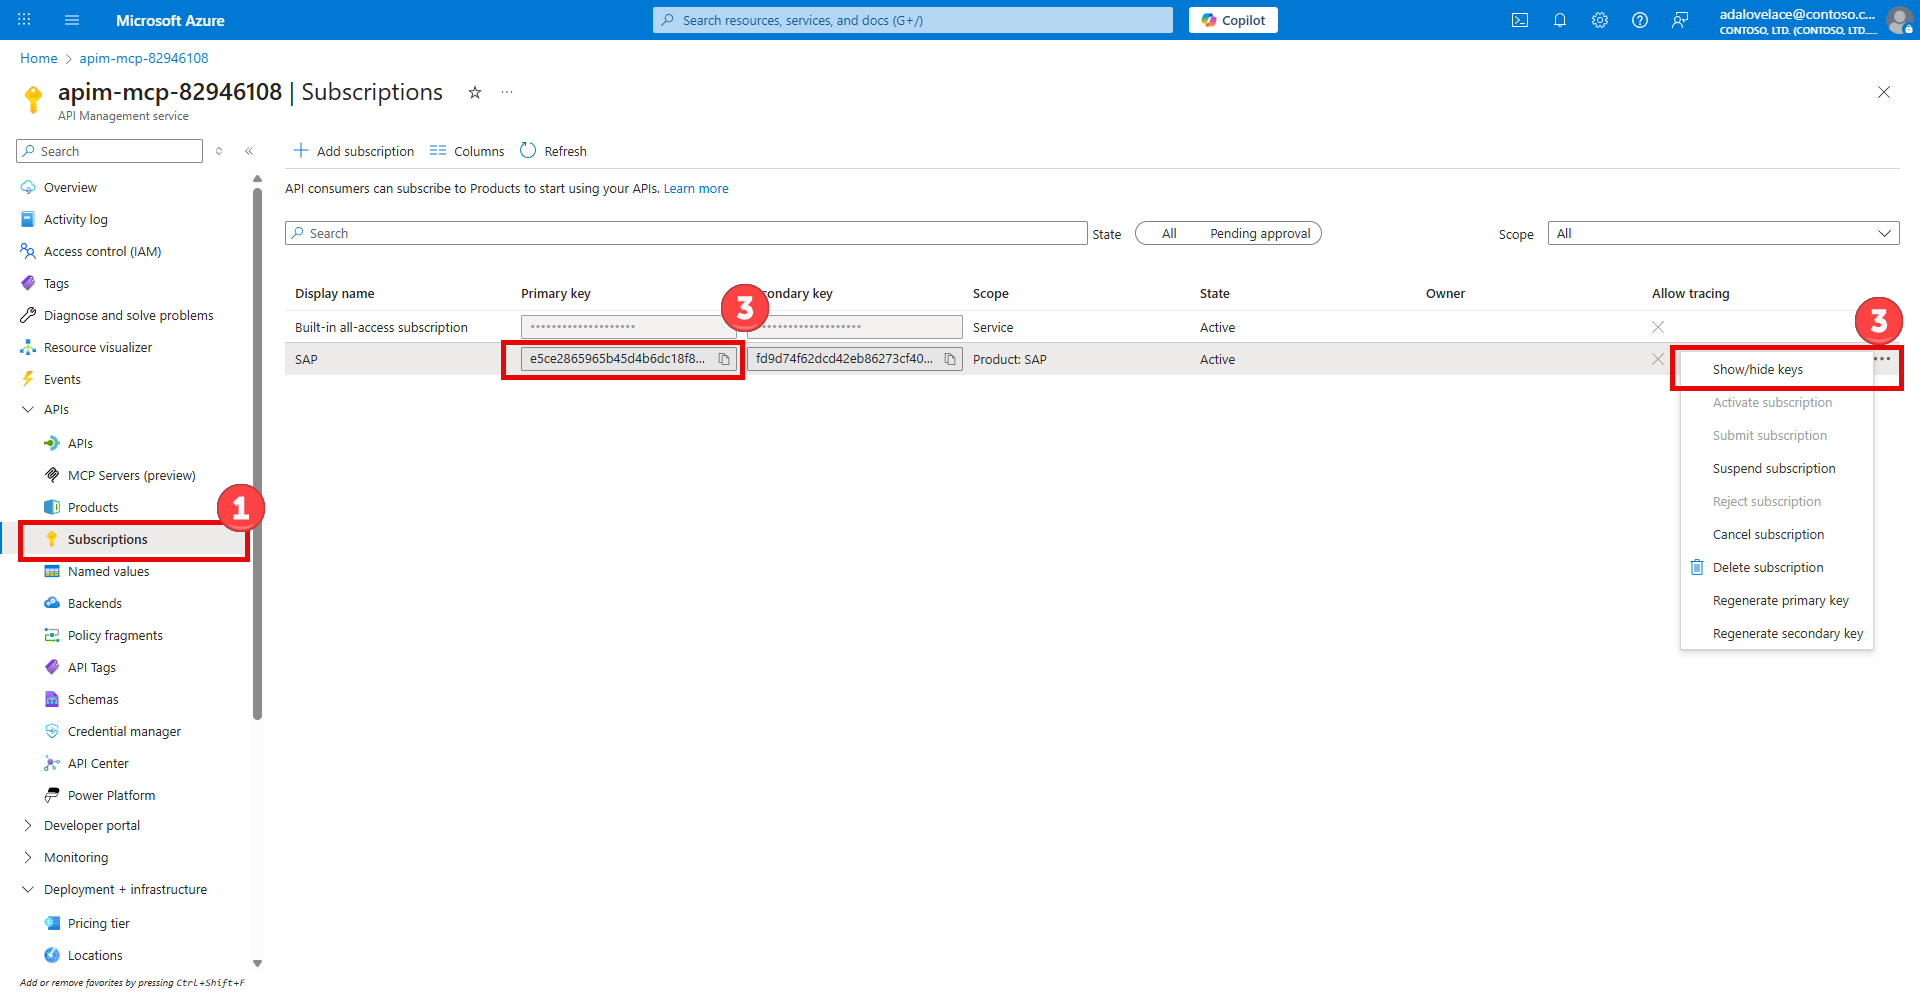 Microsoft Azure
Search resources, services, and docs (G+/)
Copilot
adalovelace@contoso.c...
CONTOSO, LTD. (CONTOSO, LTD.....
Home > apim-mcp-82946108
apim-mcp-82946108 | Subscriptions
API Management service
Search
Add subscription
Columns
Refresh
API consumers can subscribe to Products to start using your APIs. Learn more
Search
State
All
Pending approval
Scope
All
Display name
Primary key
condary key
Scope
State
Owner
Allow tracing
3
3
Built-in all-access subscription
Service
Active
SAP
e5ce2865965b45d4b6dc18f8...
fd9d74f62dcd42eb86273cf40...
Product: SAP
Active
Show/hide keys
Activate subscription
Submit subscription
Suspend subscription
Reject subscription
Cancel subscription
Delete subscription
Regenerate primary key
Regenerate secondary key
Overview
Activity log
Access control (IAM)
Tags
Diagnose and solve problems
Resource visualizer
Events
APIs
APIs
MCP Servers (preview)
Products
1
Subscriptions
Named values
Backends
Policy fragments
API Tags
Schemas
Credential manager
API Center
Power Platform
Developer portal
Monitoring
Deployment + infrastructure
Pricing tier
Locations
Add or remove favorites by pressing Ctrl+Shift+F